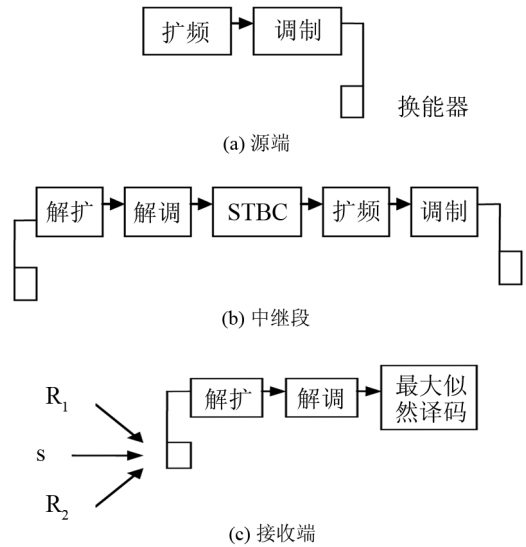 扩频 调制
换能器
(a) 源端
解扩 解调 STBC 扩频 调制
(b) 中继段
R1
s
R2
解扩 解调 最大似
然译码
(c) 接收端